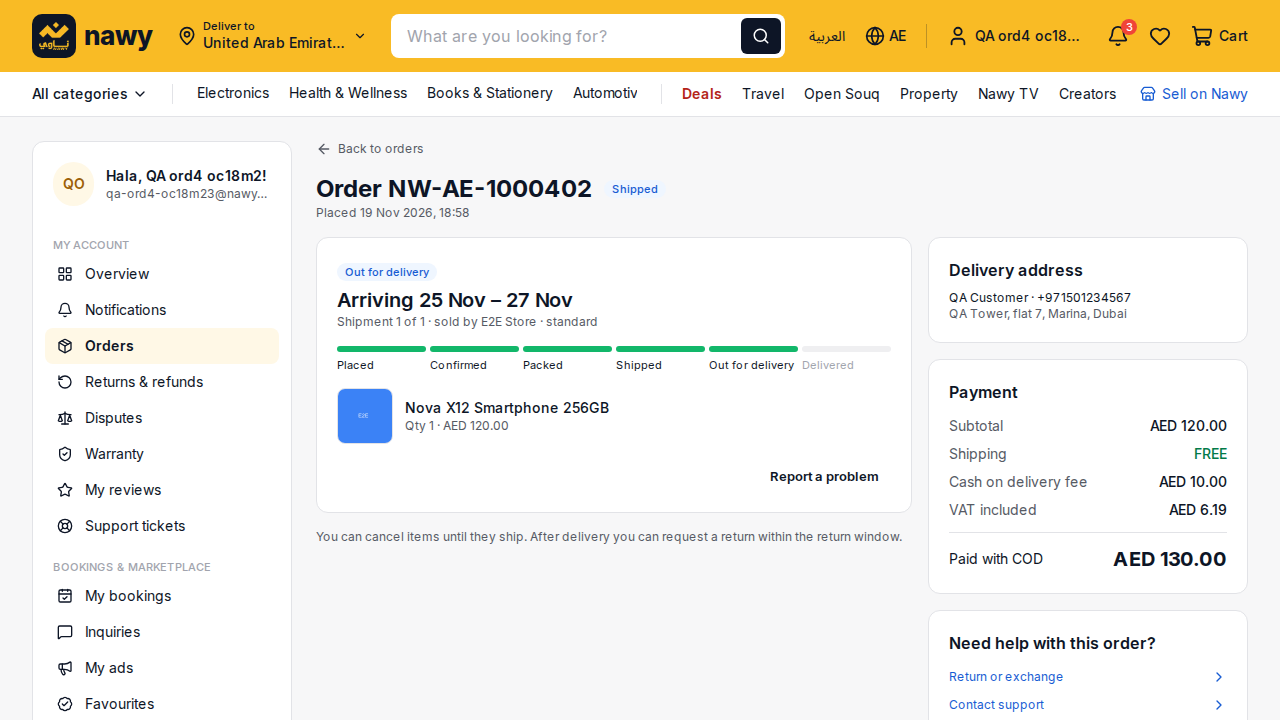 ناوي
NAWY
nawy
Deliver to
United Arab Emirat...
What are you looking for?
العربية
AE
QA ord4 oc18...
3
Cart
All categories
Electronics
Health & Wellness
Books & Stationery
Automotiv
Deals
Travel
Open Souq
Property
Nawy TV
Creators
Sell on Nawy
QO
Hala, QA ord4 oc18m2!
qa-ord4-oc18m23@nawy...
MY ACCOUNT
Overview
Notifications
Orders
Returns & refunds
Disputes
Warranty
My reviews
Support tickets
BOOKINGS & MARKETPLACE
My bookings
Inquiries
My ads
Favourites
Back to orders
Order NW-AE-1000402
Shipped
Placed 19 Nov 2026, 18:58
Out for delivery
Arriving 25 Nov – 27 Nov
Shipment 1 of 1 · sold by E2E Store · standard
Placed
Confirmed
Packed
Shipped
Out for delivery
Delivered
E2E
Nova X12 Smartphone 256GB
Qty 1 · AED 120.00
Report a problem
You can cancel items until they ship. After delivery you can request a return within the return window.
Delivery address
QA Customer · +971501234567
QA Tower, flat 7, Marina, Dubai
Payment
Subtotal AED 120.00
Shipping FREE
Cash on delivery fee AED 10.00
VAT included AED 6.19
Paid with COD AED 130.00
Need help with this order?
Return or exchange
Contact support